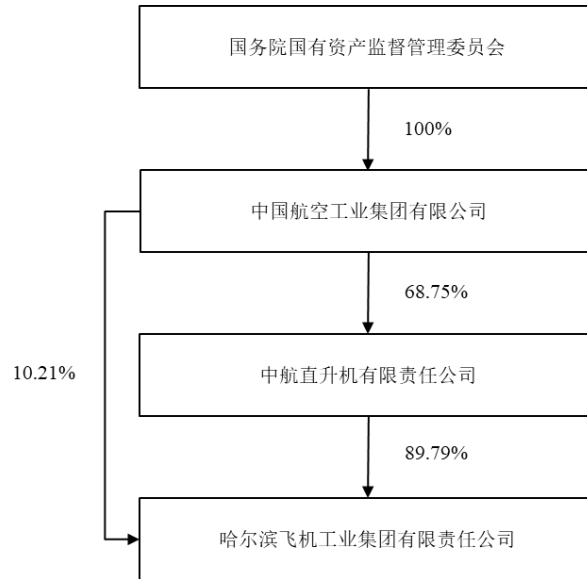 国务院国有资产监督管理委员会
100%
中国航空工业集团有限公司
68.75%
中航直升机有限责任公司
10.21%
89.79%
哈尔滨飞机工业集团有限责任公司